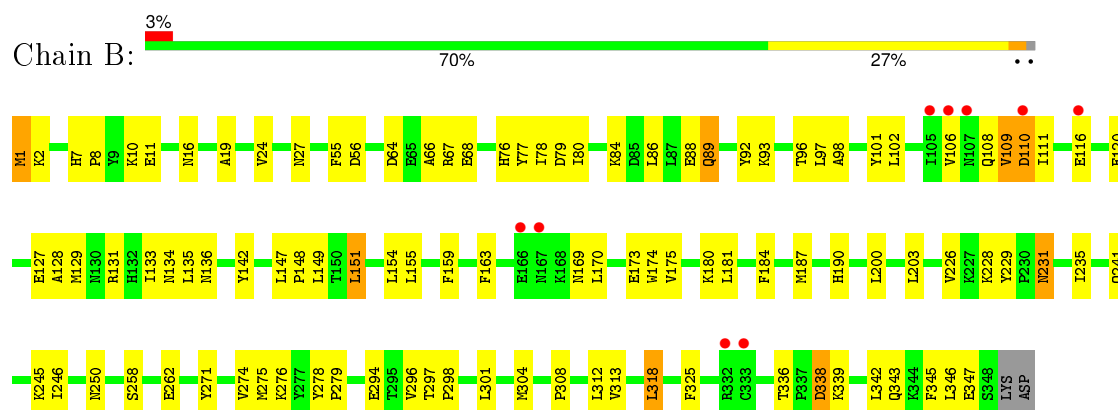 3%
Chain B:
70% 27% • •
M1 K2 H7 P8 Y9 K10 E11 N16 A19 V24 N27 F55 D56 D64 E65 A66 R67 E68 H76 Y77 I78 D79 I80 K84 D85 L86 L87 E88 Q89 Y92 K93 T96 L97 A98 Y101 L102 I105 V106 N107 Q108 V109 D110 I111 E116
E127 A128 M129 N130 R131 H132 I133 N134 L135 N136 Y142 L147 P148 L149 T150 L151 L154 L155 F159 F163 E166 N167 K168 N169 L170 E173 W174 V175 K180 L181 F184 M187 H190 L200 L203 V226 K227 K228 Y229 P230 N231 I235
K245 I246 N250 S258 E262 Y271 V274 M275 K276 Y277 Y278 P279 E294 T295 V296 T297 P298 L301 M304 P308 L312 V313 L318 F325 R332 C333 T336 P337 D338 K339 L342 Q343 K344 F345 L346 E347 S348 LYS ASP